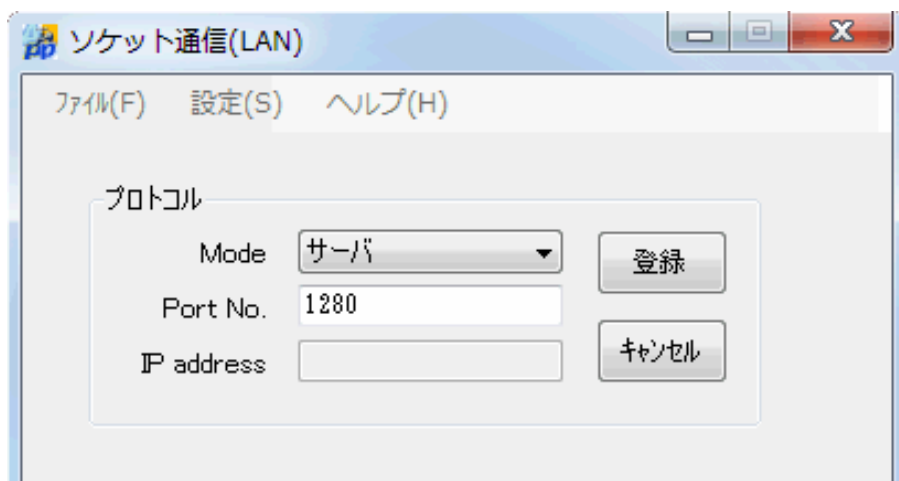 ソケット通信(LAN)
ファイル(F) 設定(S) ヘルプ(H)
プロトコル
Mode サーバ 登録
Port No. 1280
IP address キャンセル